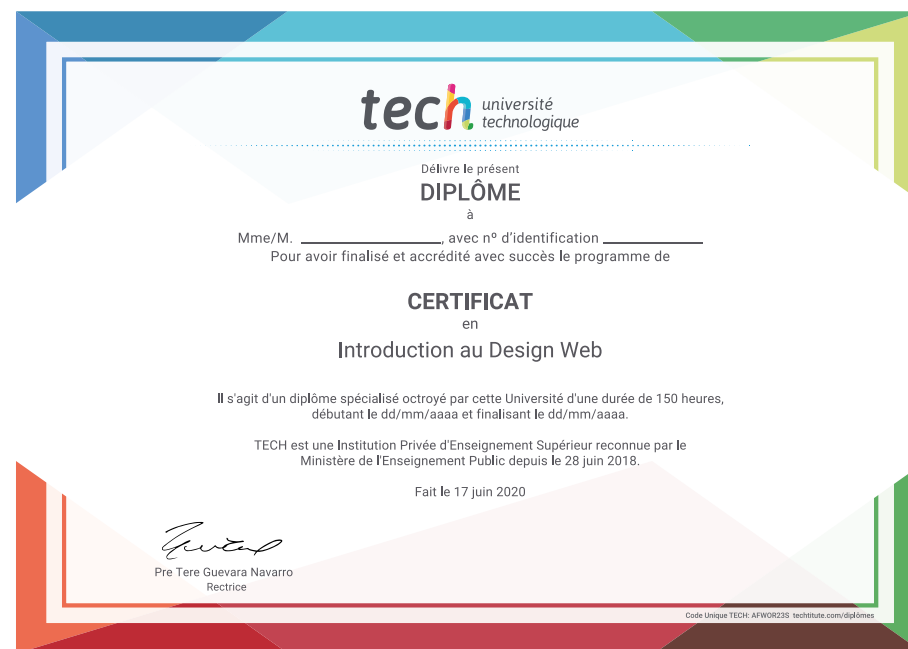 tech université
technologique
Délivre le présent
DIPLÔME
à
Mme/M. ____________________, avec nº d'identification ______________
Pour avoir finalisé et accrédité avec succès le programme de
CERTIFICAT
en
Introduction au Design Web
Il s'agit d'un diplôme spécialisé octroyé par cette Université d'une durée de 150 heures,
débutant le dd/mm/aaaa et finalisant le dd/mm/aaaa.
TECH est une Institution Privée d'Enseignement Supérieur reconnue par le
Ministère de l'Enseignement Public depuis le 28 juin 2018.
Fait le 17 juin 2020
Pre Tere Guevara Navarro
Rectrice
Code Unique TECH: AFWOR23S techtitute.com/diplômes